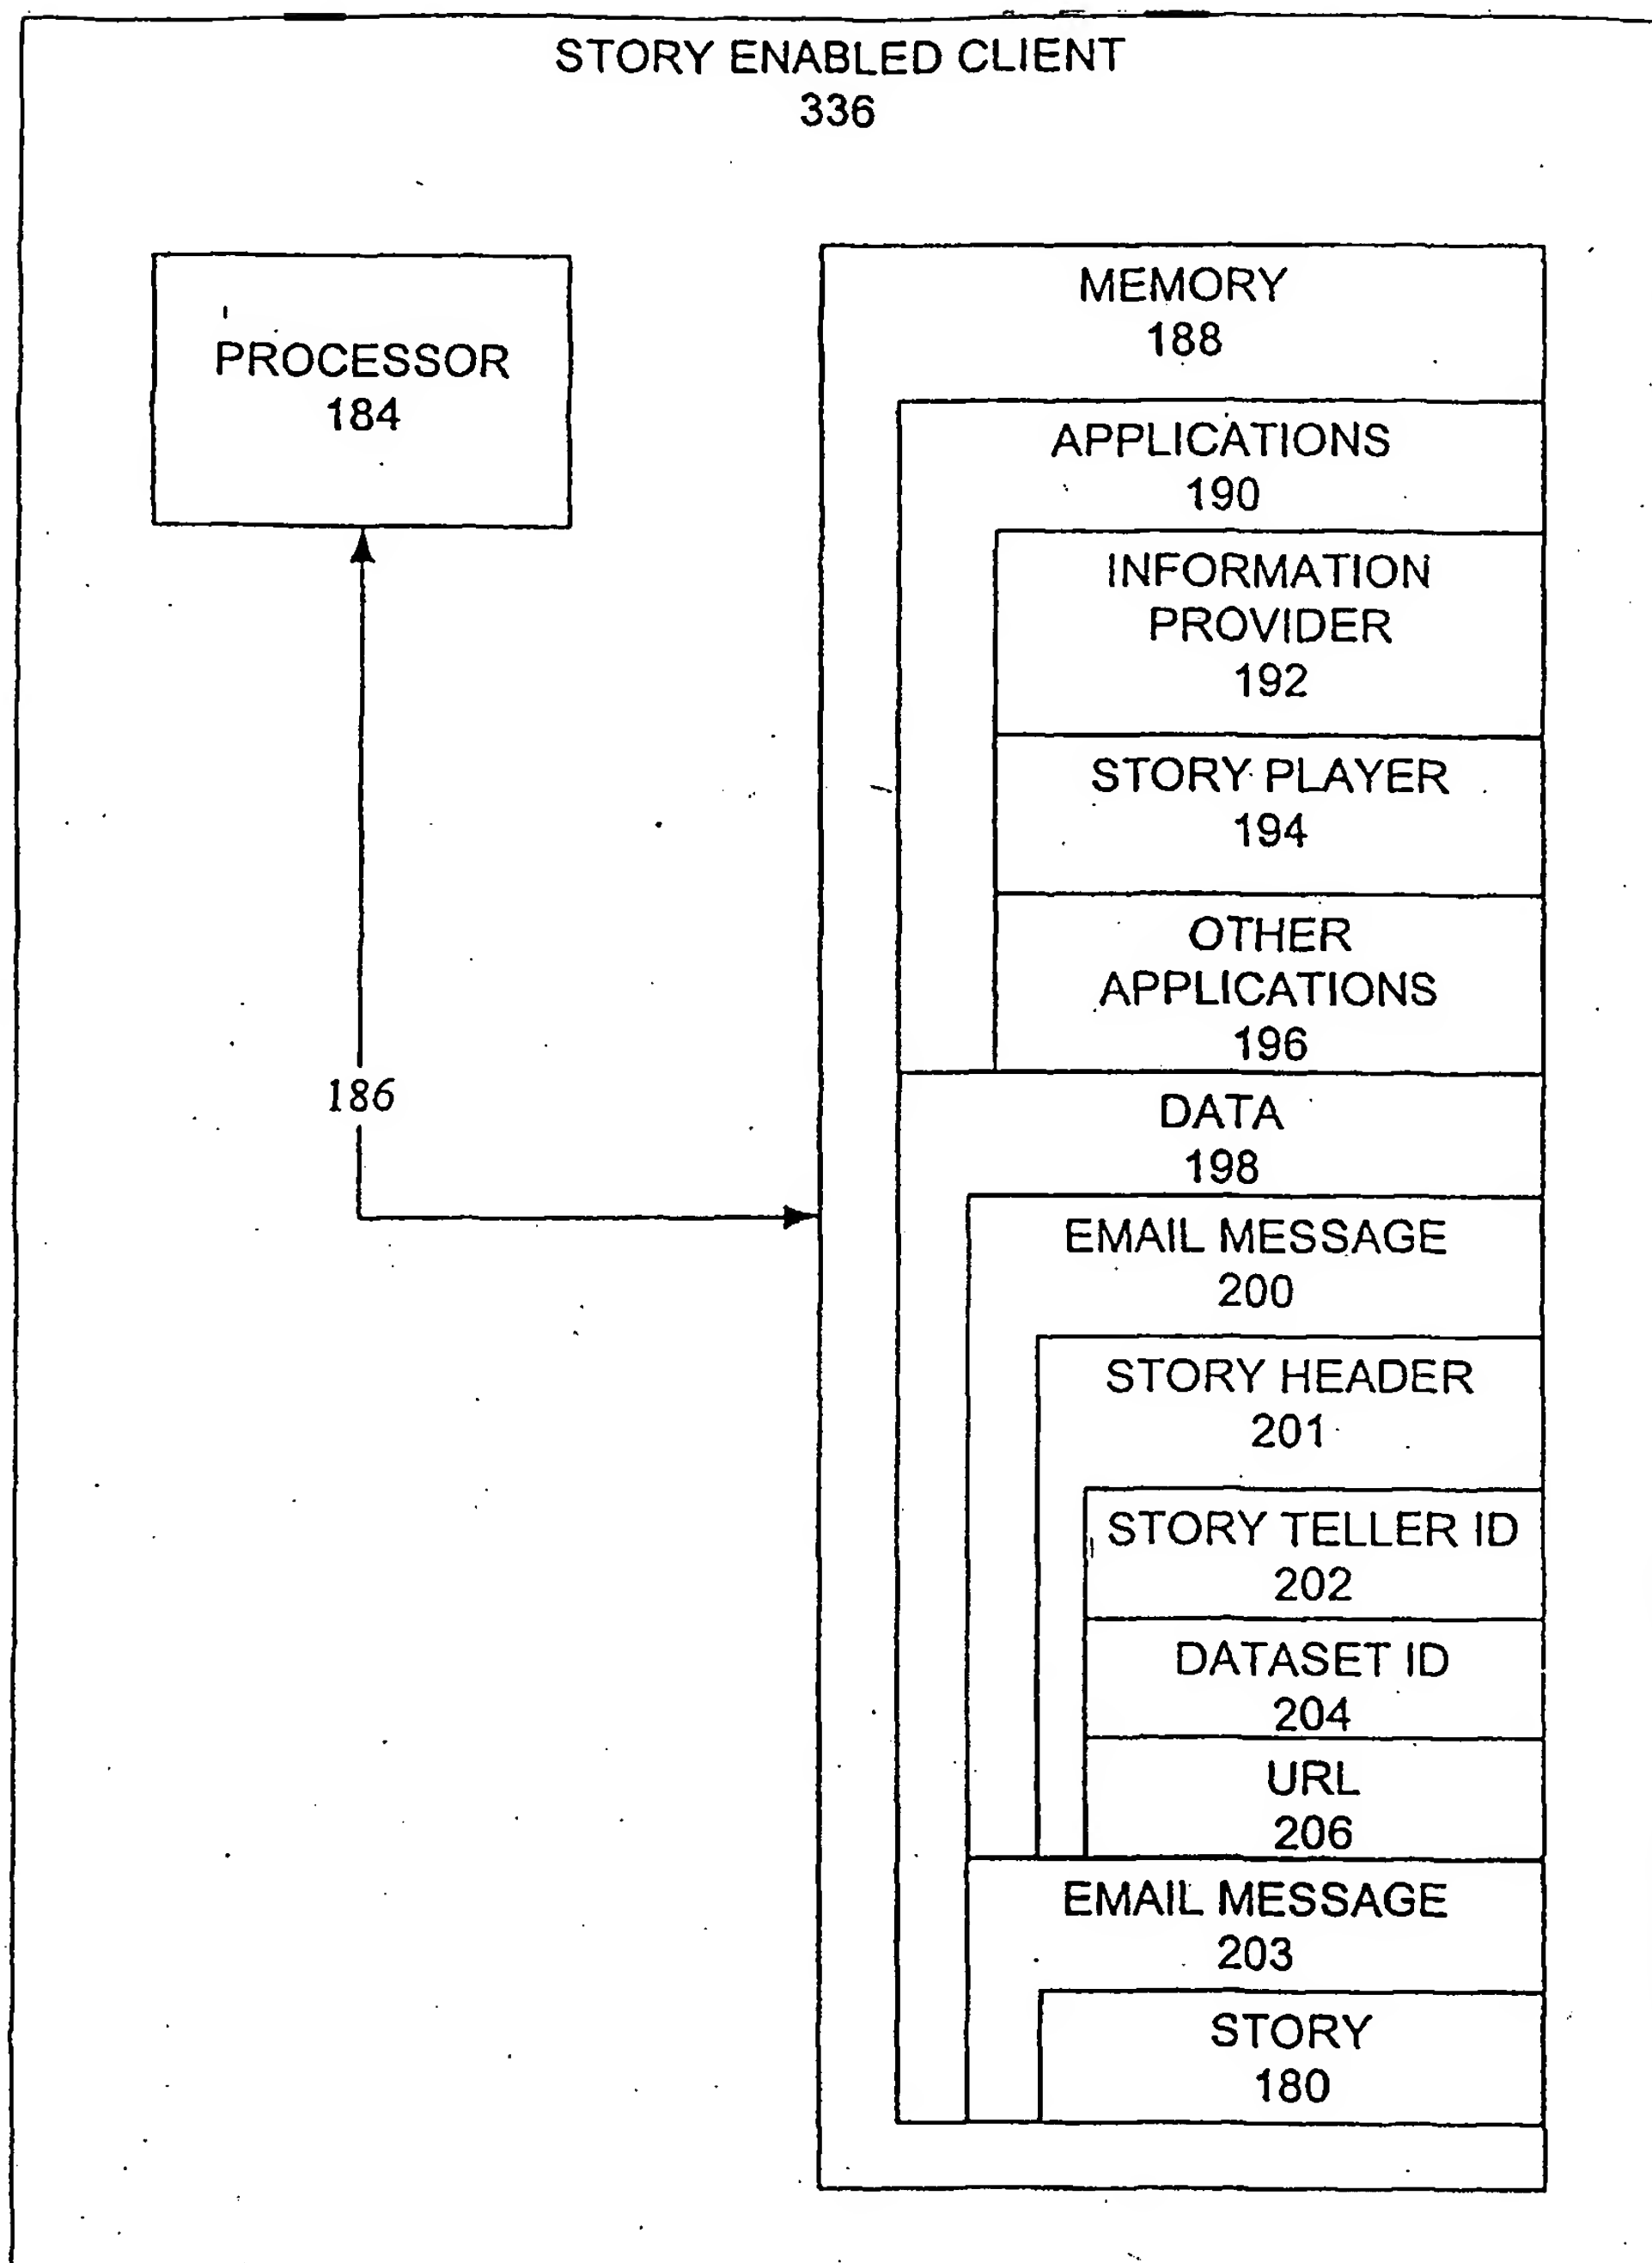 STORY ENABLED CLIENT
336
PROCESSOR
184
186
MEMORY
188
APPLICATIONS
190
INFORMATION
PROVIDER
192
STORY PLAYER
194
OTHER
APPLICATIONS
196
DATA
198
EMAIL MESSAGE
200
STORY HEADER
201
STORY TELLER ID
202
DATASET ID
204
URL
206
EMAIL MESSAGE
203
STORY
180